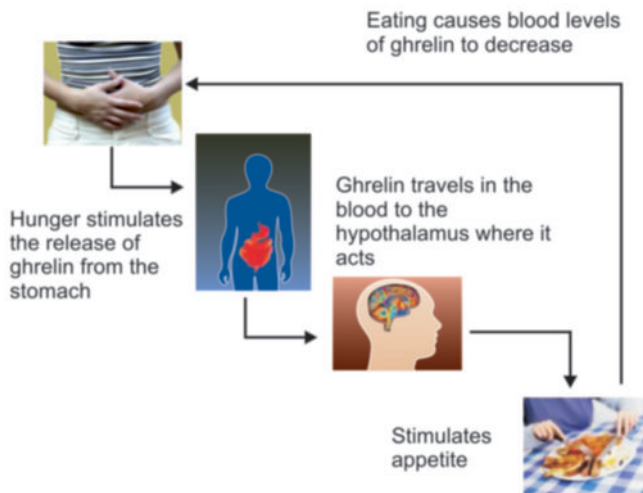 Eating causes blood levels
of ghrelin to decrease
Hunger stimulates
the release of
ghrelin from the
stomach
Ghrelin travels in the
blood to the
hypothalamus where it
acts
Stimulates
appetite